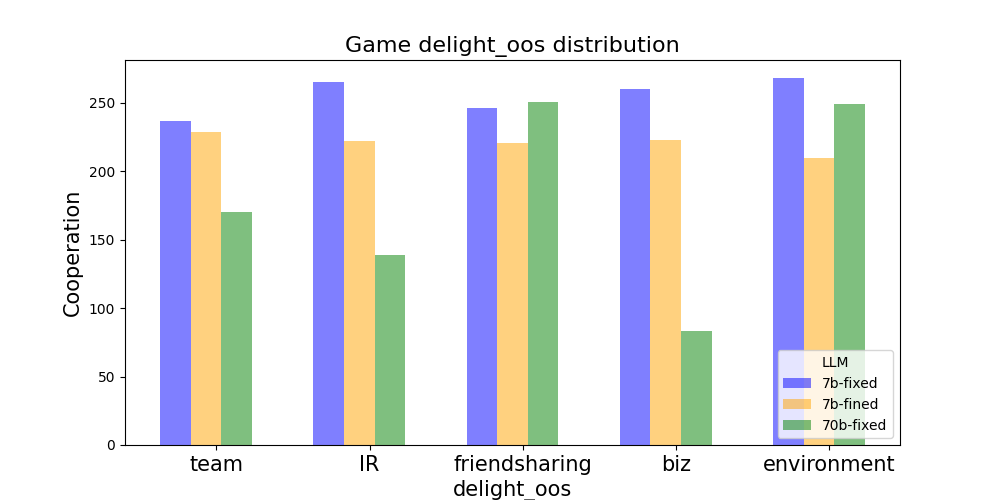 Game delight_oos distribution
Cooperation
250
200
150
100
50
0
LLM
7b-fixed
7b-fined
70b-fixed
team IR friendsharing biz environment
delight_oos